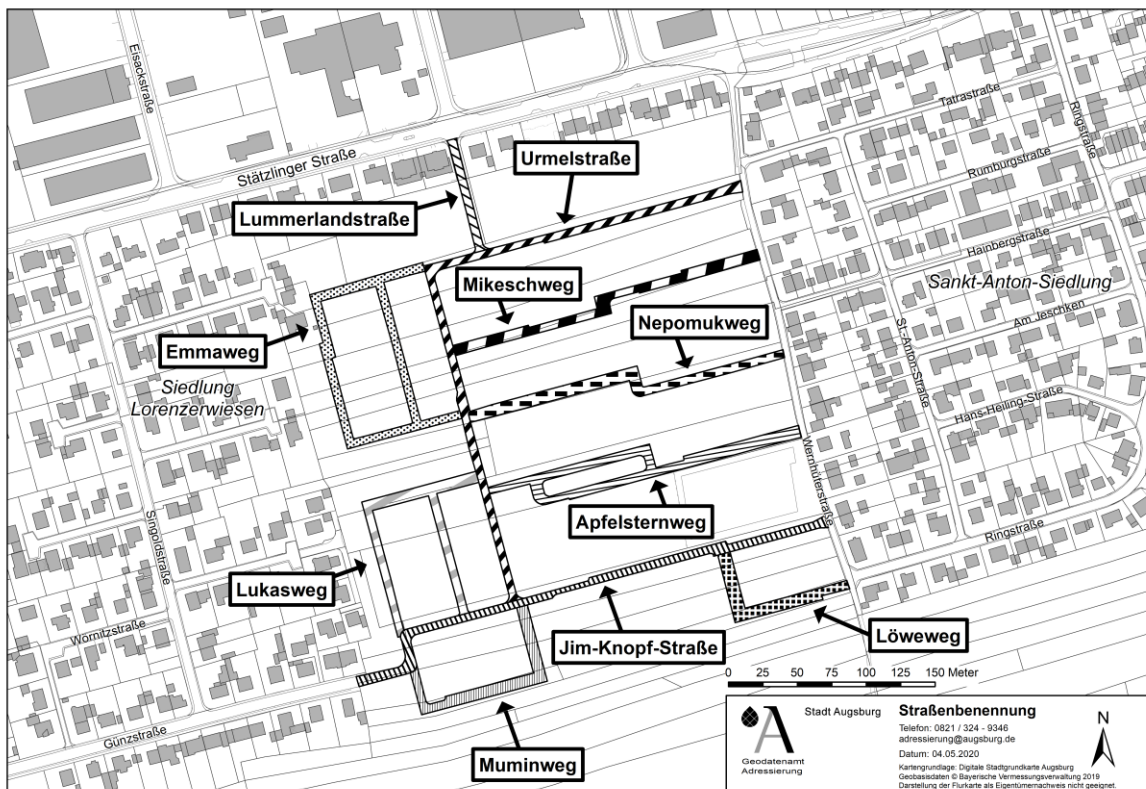 Eisackstraße
Stätzlinger Straße
Tatrastraße
Ringstraße
Rumburgstraße
Hainbergstraße
Sankt-Anton-Siedlung
Am Jeschken
St.-Anton-Straße
Hans-Heiling-Straße
Urmelstraße
Lummerlandstraße
Mikeschweg
Nepomukweg
Emmaweg
Siedlung
Lorenzerwiesen
Wernhüterstraße
Apfelsternweg
Singoldstraße
Ringstraße
Lukasweg
Wörnitzstraße
Jim-Knopf-Straße
Löweweg
Günzstraße
Muminweg
0 25 50 75 100 125 150 Meter
Geodatenamt
Adressierung
Stadt Augsburg
Straßenbenennung
Telefon: 0821 / 324 - 9346
adressierung@augsburg.de
Datum: 04.05.2020
Kartengrundlage: Digitale Stadtgrundkarte Augsburg
Geobasisdaten © Bayerische Vermessungsverwaltung 2019
Darstellung der Flurkarte als Eigentümernachweis nicht geeignet.
N